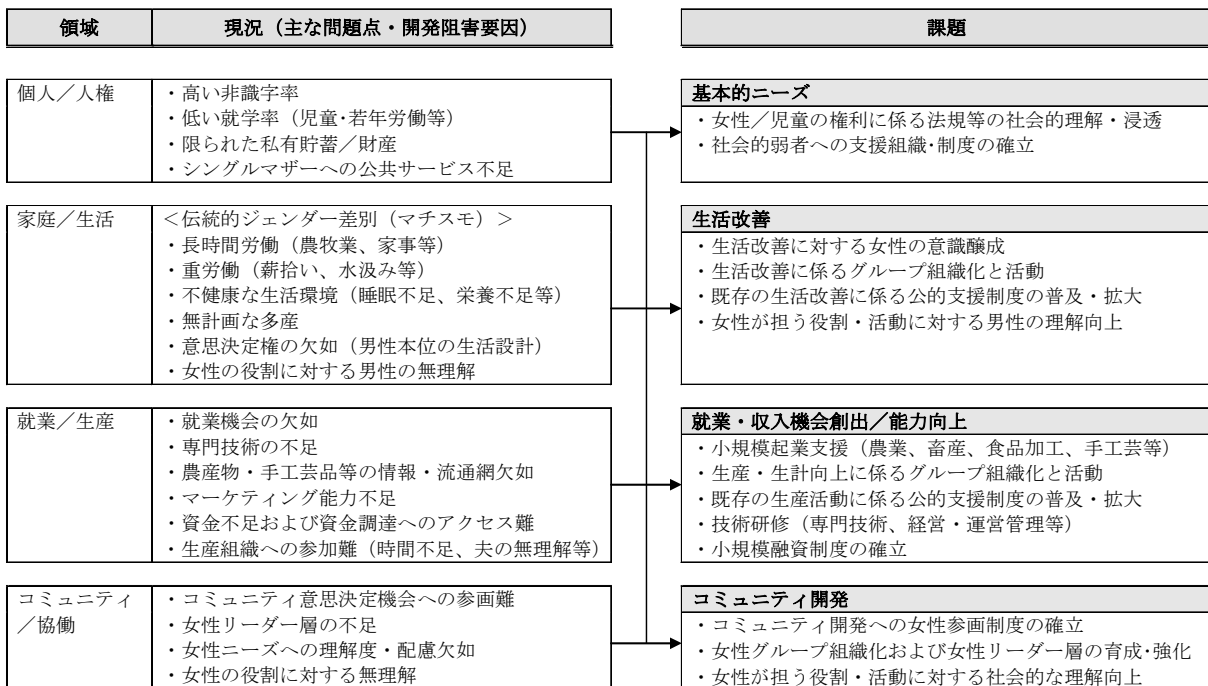 領域
現況（主な問題点・開発阻害要因）
課題
個人／人権
・高い非識字率
・低い就学率（児童･若年労働等）
・限られた私有貯蓄／財産
・シングルマザーへの公共サービス不足
基本的ニーズ
・女性／児童の権利に係る法規等の社会的理解・浸透
・社会的弱者への支援組織･制度の確立
家庭／生活
＜伝統的ジェンダー差別（マチスモ）＞
・長時間労働（農牧業、家事等）
・重労働（薪拾い、水汲み等）
・不健康な生活環境（睡眠不足、栄養不足等）
・無計画な多産
・意思決定権の欠如（男性本位の生活設計）
・女性の役割に対する男性の無理解
生活改善
・生活改善に対する女性の意識醸成
・生活改善に係るグループ組織化と活動
・既存の生活改善に係る公的支援制度の普及・拡大
・女性が担う役割・活動に対する男性の理解向上
就業／生産
・就業機会の欠如
・専門技術の不足
・農産物・手工芸品等の情報・流通網欠如
・マーケティング能力不足
・資金不足および資金調達へのアクセス難
・生産組織への参加難（時間不足、夫の無理解等）
就業・収入機会創出／能力向上
・小規模起業支援（農業、畜産、食品加工、手工芸等）
・生産・生計向上に係るグループ組織化と活動
・既存の生産活動に係る公的支援制度の普及・拡大
・技術研修（専門技術、経営・運営管理等）
・小規模融資制度の確立
コミュニティ
／協働
・コミュニティ意思決定機会への参画難
・女性リーダー層の不足
・女性ニーズへの理解度・配慮欠如
・女性の役割に対する無理解
コミュニティ開発
・コミュニティ開発への女性参画制度の確立
・女性グループ組織化および女性リーダー層の育成･強化
・女性が担う役割・活動に対する社会的な理解向上